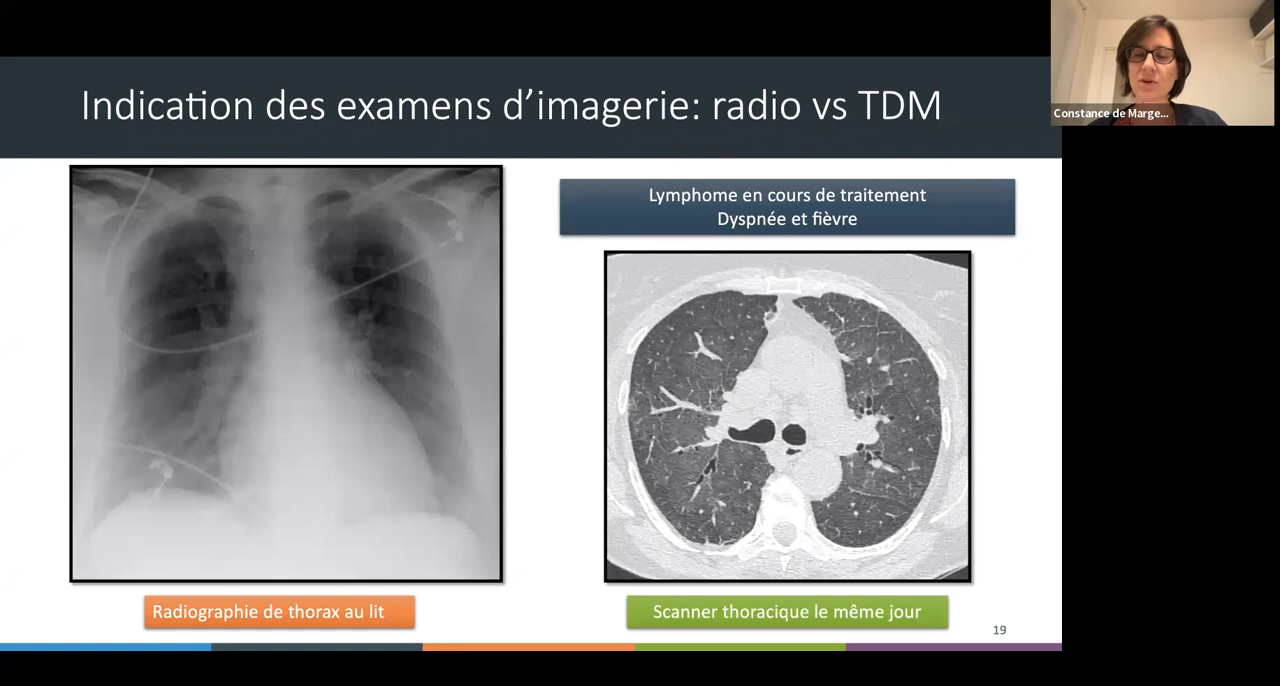 Indication des examens d’imagerie: radio vs TDM
Constance de Marge...
Lymphome en cours de traitement
Dyspnée et fièvre
Radiographie de thorax au lit
Scanner thoracique le même jour
19